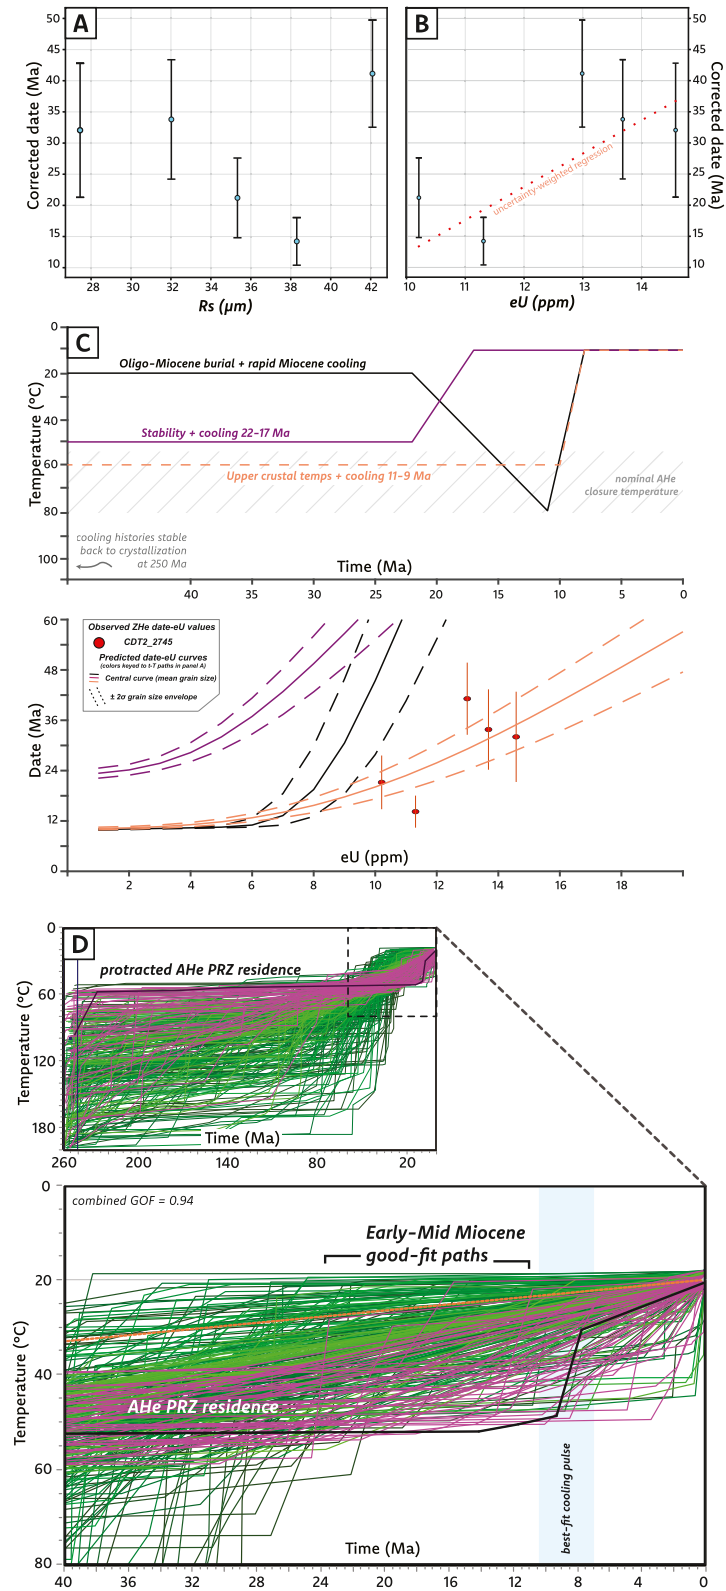 A
B
50
45
40
35
30
25
20
15
10
Corrected date (Ma)
28
32
34
36
38
40
42
Rs (µm)
50
45
40
35
30
25
20
15
10
Corrected date (Ma)
uncertainty-weighted regression
10
11
12
13
14
eU (ppm)
C
0
20
40
60
80
100
Temperature (°C)
Oligo-Miocene burial + rapid Miocene cooling
Stability + cooling 22-17 Ma
Upper crustal temps + cooling 11-9 Ma
nominal AHe
closure temperature
cooling histories stable
back to crystallization
at 250 Ma
Time (Ma)
40
35
30
25
20
15
10
5
0
60
48
36
24
12
0
Date (Ma)
Observed ZHe date-eU values
CDT2_2745
Predicted date-eU curves
(colors keyed to t-T paths in panel A)
Central curve (mean grain size)
± 2σ grain size envelope
eU (ppm)
2
4
6
8
10
12
14
16
18
D
0
60
120
180
Temperature (°C)
protracted AHe PRZ residence
Time (Ma)
260
200
140
80
20
0
20
40
60
80
Temperature (°C)
combined GOF = 0.94
Early-Mid Miocene
good-fit paths
AHe PRZ residence
best-fit cooling pulse
Time (Ma)
40
36
32
28
24
20
16
12
8
4
0